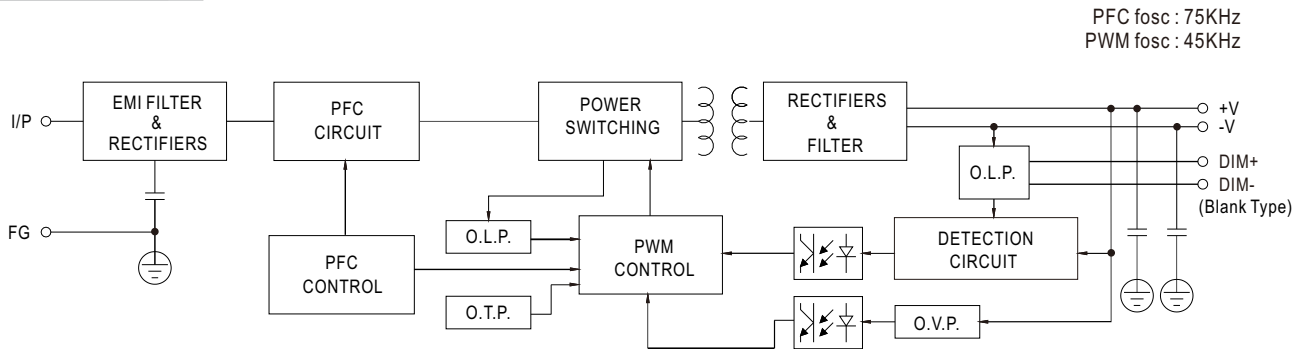 PFC fosc : 75KHz
PWM fosc : 45KHz
I/P
EMI FILTER
&
RECTIFIERS
PFC
CIRCUIT
POWER
SWITCHING
RECTIFIERS
&
FILTER
+V
-V
O.L.P.
DIM+
DIM-
(Blank Type)
FG
O.L.P.
PFC
CONTROL
PWM
CONTROL
DETECTION
CIRCUIT
O.T.P.
O.V.P.